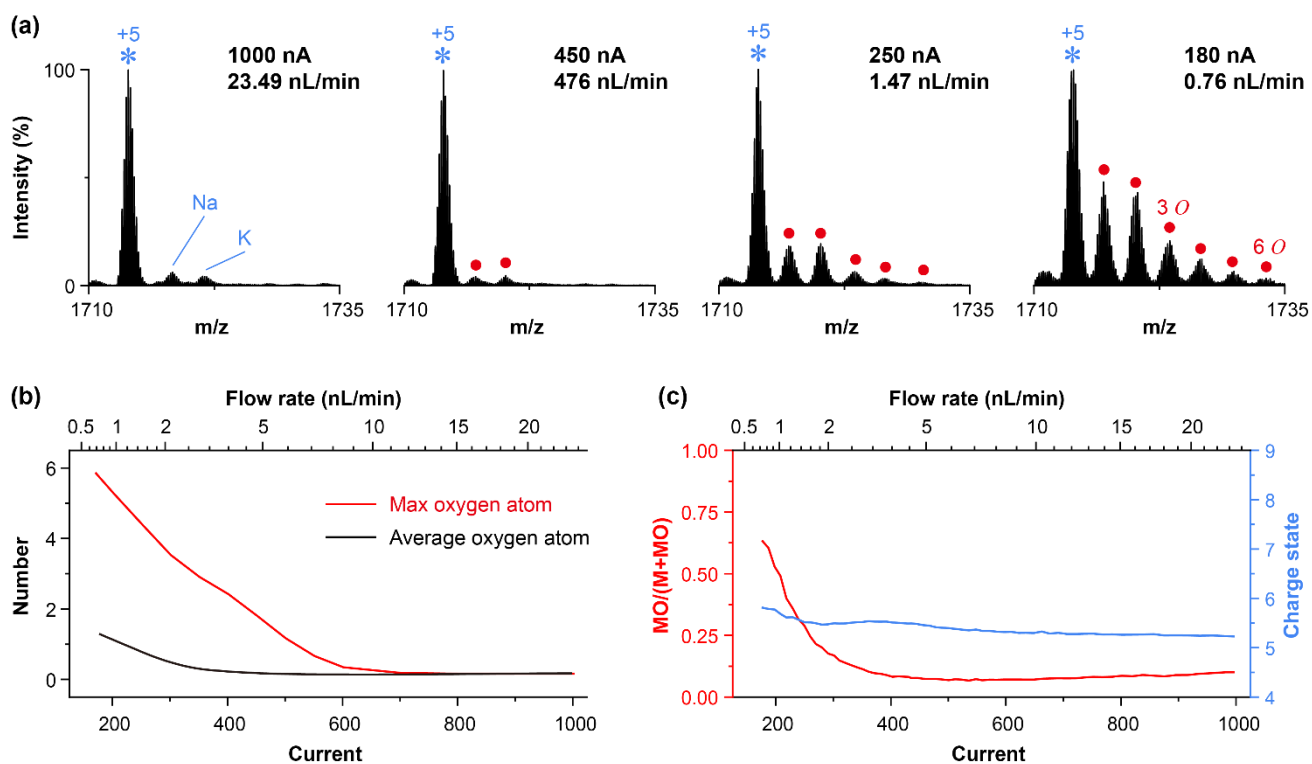 (a)
+5
*
1000 nA
23.49 nL/min
Na
K
+5
*
450 nA
476 nL/min
+5
*
250 nA
1.47 nL/min
+5
*
180 nA
0.76 nL/min
3 O
6 O
Intensity (%)
100
50
0
1710
1735
m/z
1710
1735
m/z
1710
1735
m/z
1710
1735
m/z
(b)
Flow rate (nL/min)
0.5 1 2 5 10 15 20
Number
6
4
2
0
Max oxygen atom
Average oxygen atom
200 400 600 800 1000
Current
(c)
Flow rate (nL/min)
0.5 1 2 5 10 15 20
MO/(M+MO)
1.00
0.75
0.50
0.25
0.00
Charge state
9
8
7
6
5
4
200 400 600 800 1000
Current